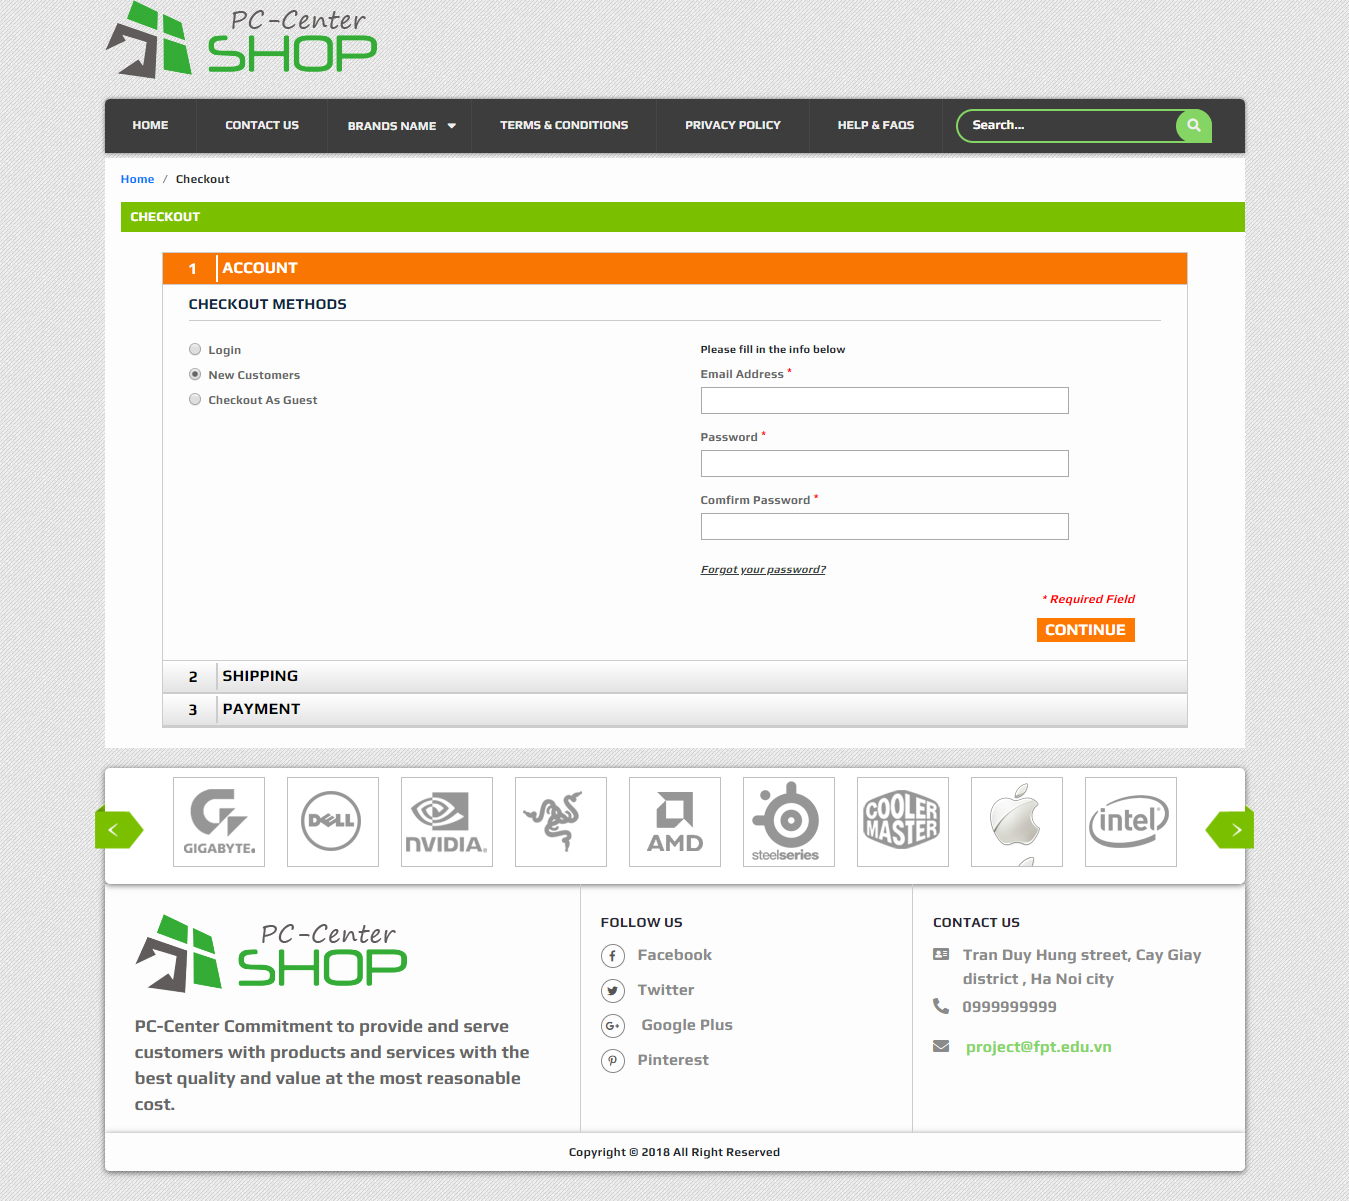 PC-Center
SHOP
HOME
CONTACT US
BRANDS NAME
TERMS & CONDITIONS
PRIVACY POLICY
HELP & FAQS
Search...
Home / Checkout
CHECKOUT
1 ACCOUNT
CHECKOUT METHODS
Login
New Customers
Checkout As Guest
Please fill in the info below
Email Address *
Password *
Comfirm Password *
Forgot your password?
* Required Field
CONTINUE
2 SHIPPING
3 PAYMENT
GIGABYTE
DELL
NVIDIA
AMD
steelseries
COOLER
MASTER
intel
PC-Center
SHOP
PC-Center Commitment to provide and serve
customers with products and services with the
best quality and value at the most reasonable
cost.
FOLLOW US
Facebook
Twitter
Google Plus
Pinterest
CONTACT US
Tran Duy Hung street, Cay Giay
district , Ha Noi city
0999999999
project@fpt.edu.vn
Copyright © 2018 All Right Reserved